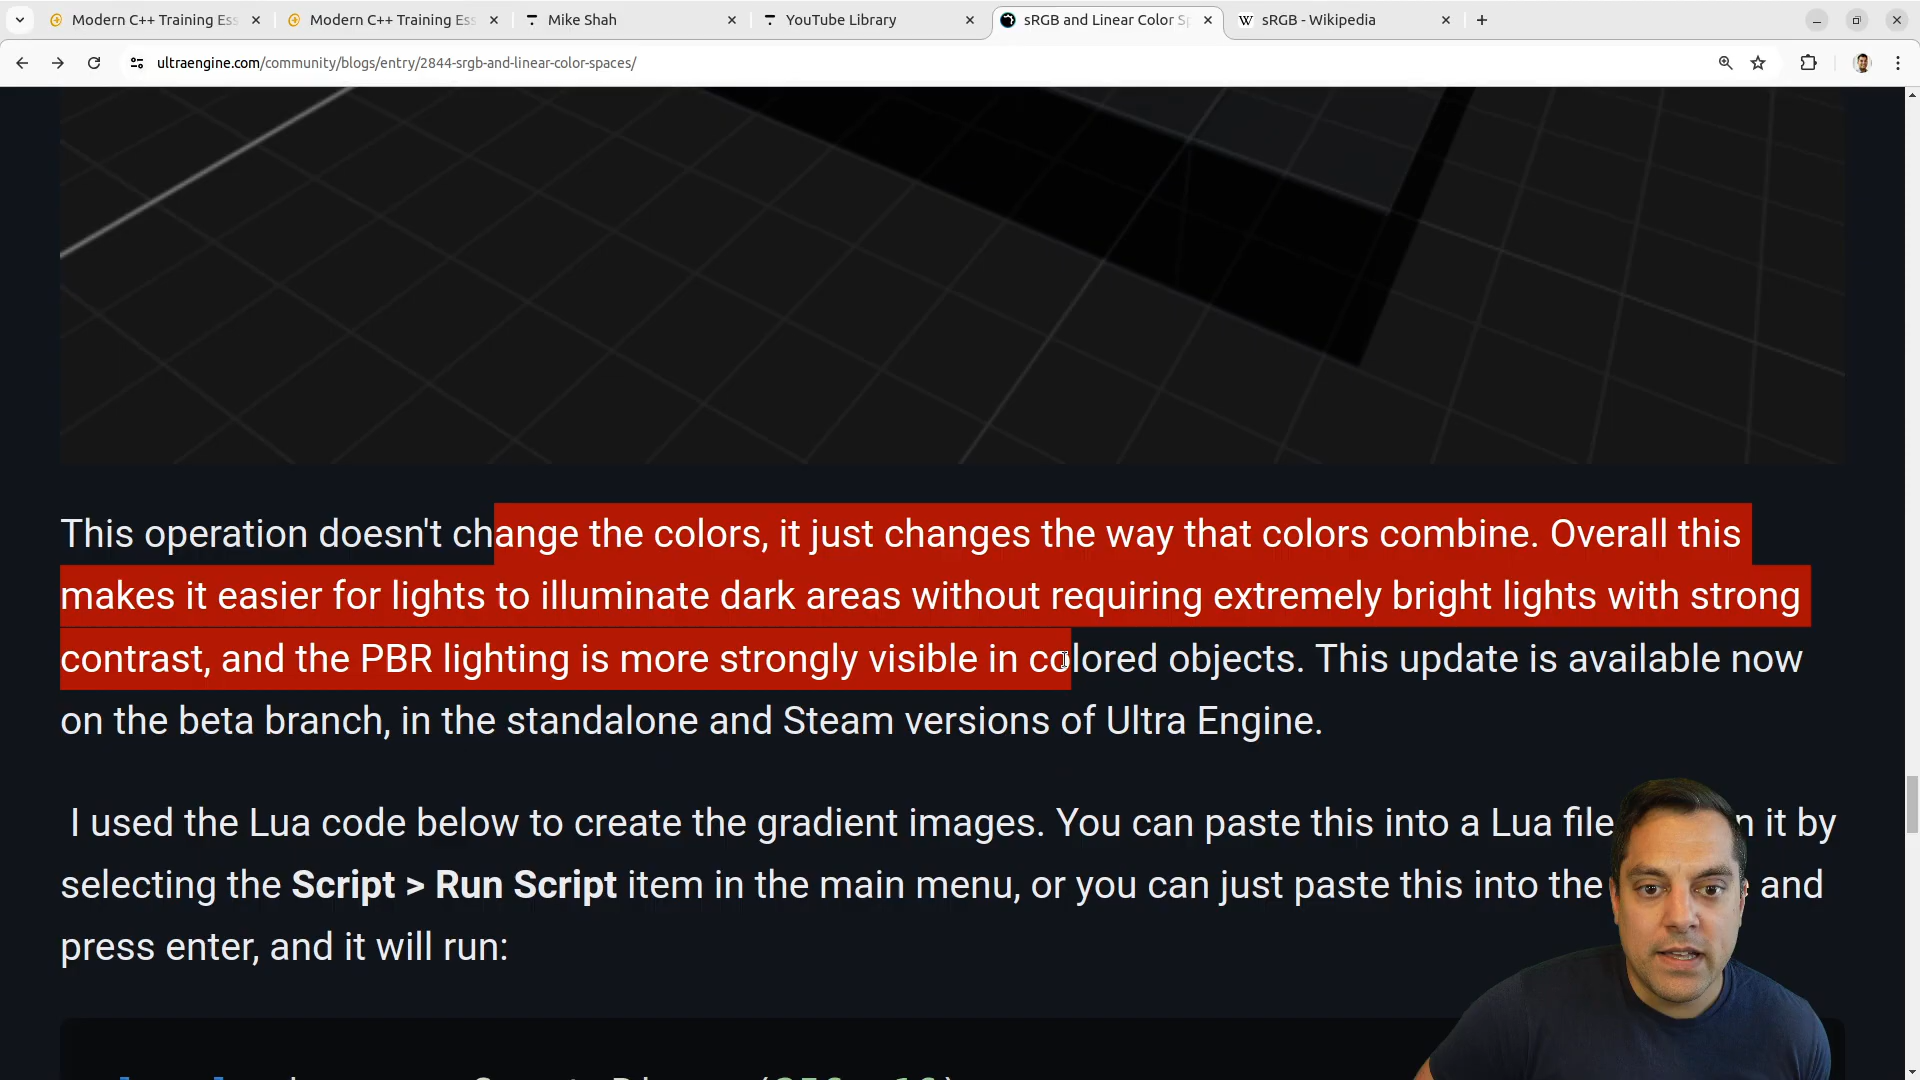 Modern C++ Training Ess
Modern C++ Training Ess
Mike Shah
YouTube Library
sRGB and Linear Color Sp
W sRGB - Wikipedia
ultraengine.com/community/blogs/entry/2844-srgb-and-linear-color-spaces/
This operation doesn't change the colors, it just changes the way that colors combine. Overall this
makes it easier for lights to illuminate dark areas without requiring extremely bright lights with strong
contrast, and the PBR lighting is more strongly visible in colored objects. This update is available now
on the beta branch, in the standalone and Steam versions of Ultra Engine.
I used the Lua code below to create the gradient images. You can paste this into a Lua file n it by
selecting the Script > Run Script item in the main menu, or you can just paste this into the and
press enter, and it will run: